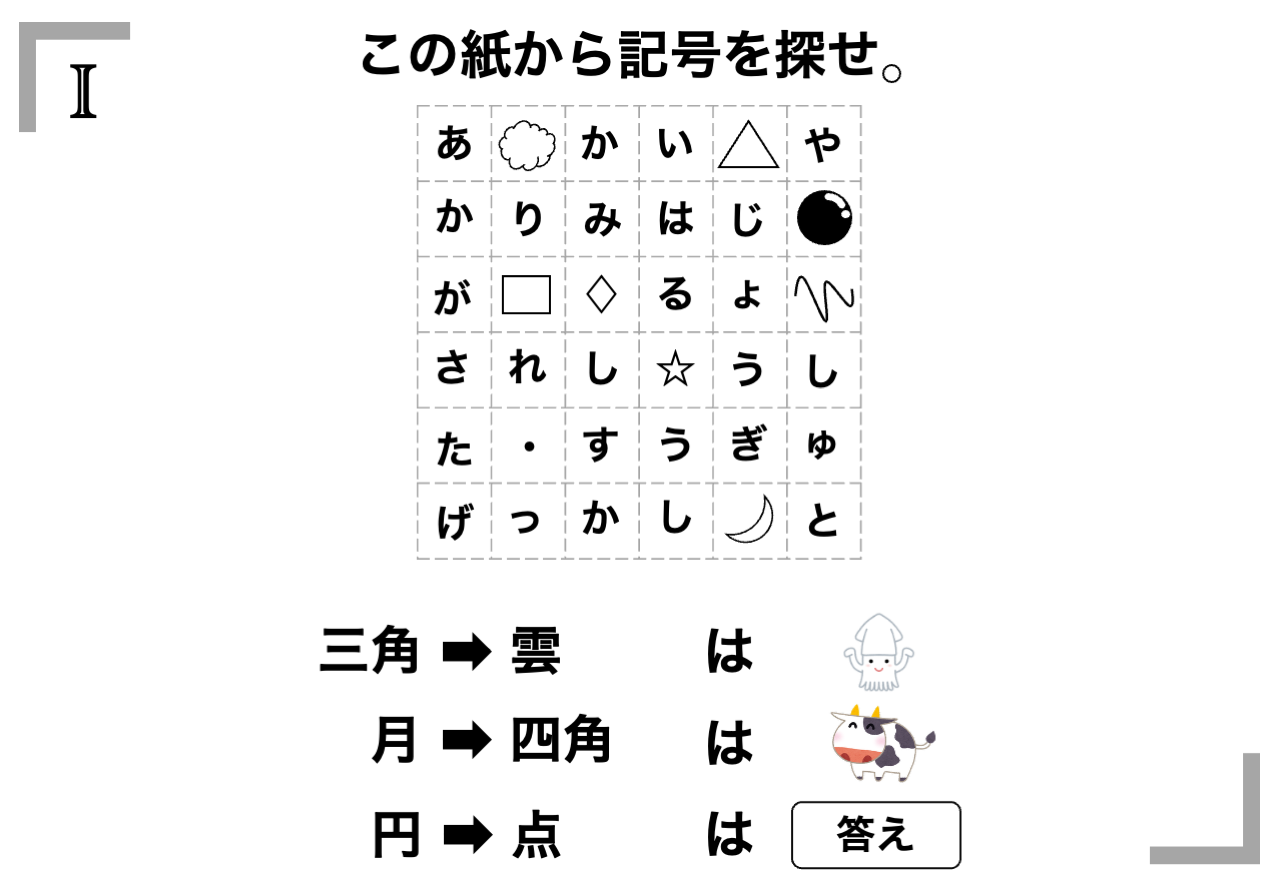 I
この紙から記号を探せ。
あ かい や
かりみはじ
が るょ
されし☆うし
た・すうぎゅ
げっかし と
三角➡雲 は
月➡四角 は
円➡点 は 答え